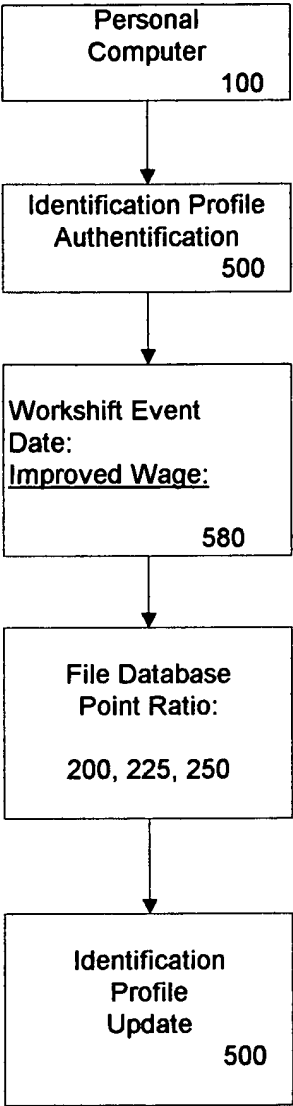 Personal
Computer
100
Identification Profile
Authentification
500
Workshift Event
Date:
Improved Wage:
580
File Database
Point Ratio:
200, 225, 250
Identification
Profile
Update
500